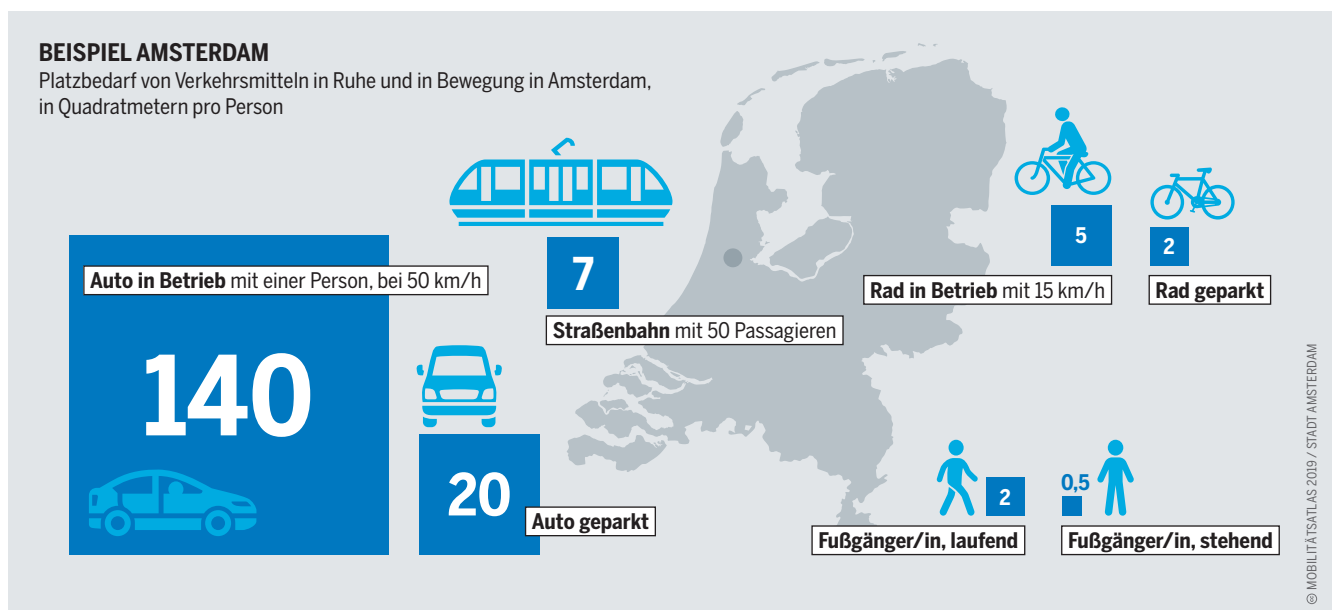 BEISPIEL AMSTERDAM
Platzbedarf von Verkehrsmitteln in Ruhe und in Bewegung in Amsterdam,
in Quadratmetern pro Person
Auto in Betrieb mit einer Person, bei 50 km/h
140
7
Straßenbahn mit 50 Passagieren
20
Auto geparkt
5
Rad in Betrieb mit 15 km/h
2
Rad geparkt
2
Fußgänger/in, laufend
0,5
Fußgänger/in, stehend
MOBILITÄTSATLAS 2019 / STADT AMSTERDAM